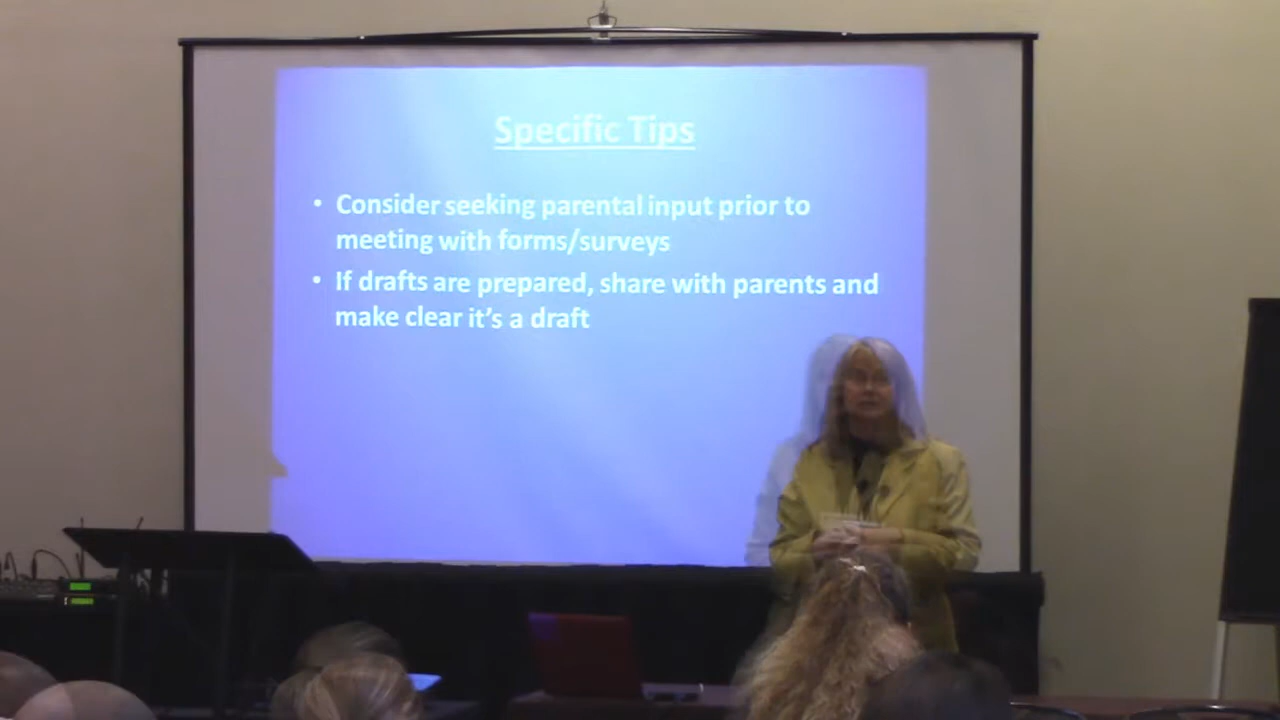 Specific Tips
• Consider seeking parental input prior to
meeting with forms/surveys
• If drafts are prepared, share with parents and
make clear it's a draft